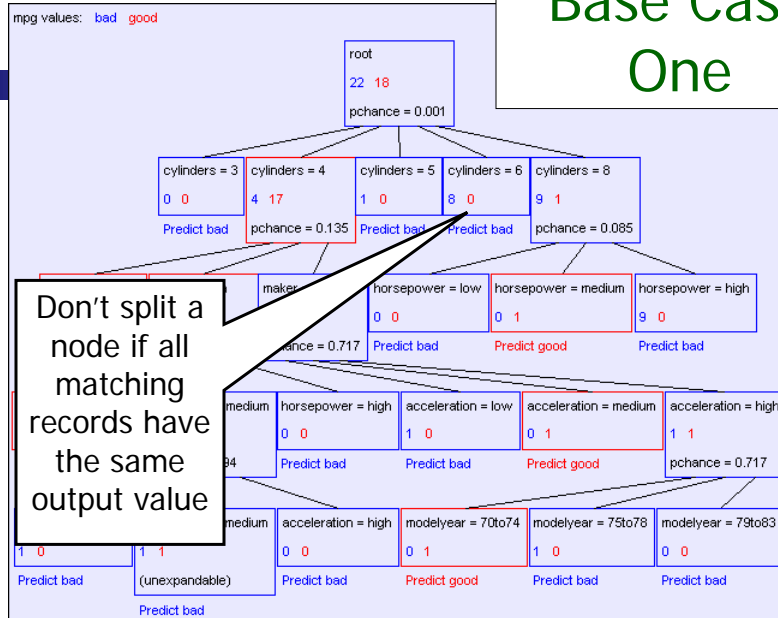 Base Cas
One
mpg values: bad good
root
22 18
pchance = 0.001
cylinders = 3
0 0
Predict bad
cylinders = 4
4 17
pchance = 0.135
cylinders = 5
1 0
Predict bad
cylinders = 6
8 0
Predict bad
cylinders = 8
9 1
pchance = 0.085
maker
= 0.717
horsepower = low
0 0
Predict bad
horsepower = medium
0 1
Predict good
horsepower = high
9 0
Predict bad
Don't split a
node if all
matching
records have
the same
output value
medium
94
horsepower = high
0 0
Predict bad
acceleration = low
1 0
Predict bad
acceleration = medium
0 1
Predict good
acceleration = high
1 1
pchance = 0.717
1 0
Predict bad
medium
1 1
(unexpandable)
Predict bad
acceleration = high
0 0
Predict bad
modelyear = 70to74
0 1
Predict good
modelyear = 75to78
1 0
Predict bad
modelyear = 79to83
0 0
Predict bad